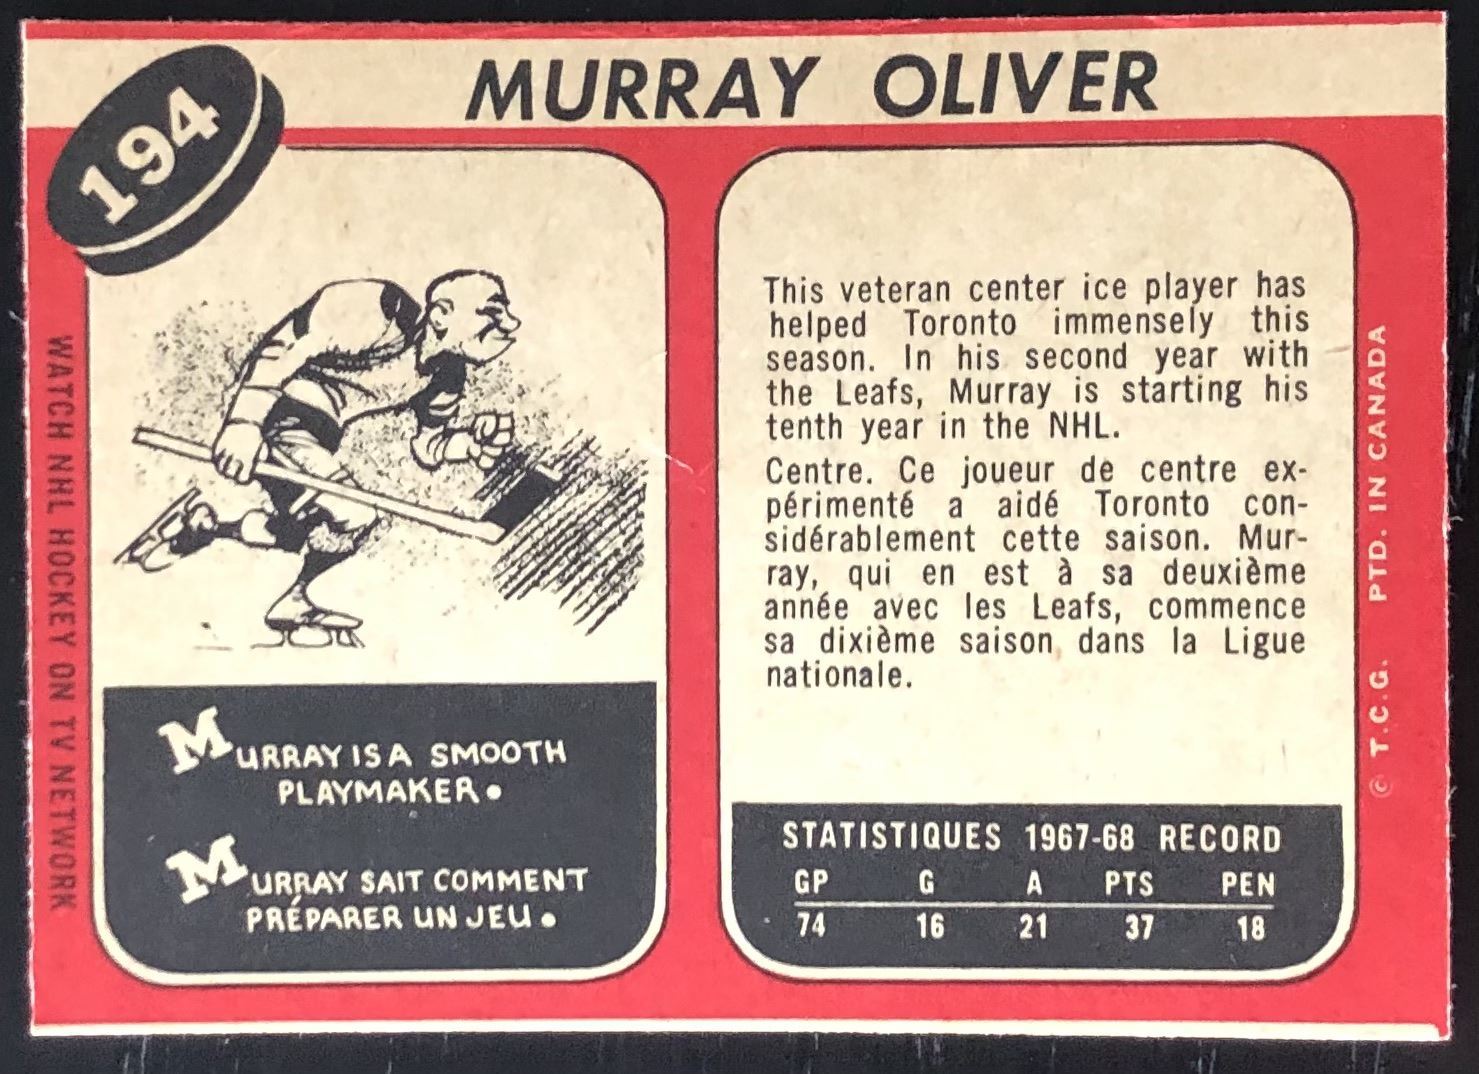 MURRAY OLIVER
194
WATCH NHL HOCKEY ON TV NETWORK
MURRAY IS A SMOOTH
PLAYMAKER.
MURRAY SAIT COMMENT
PRÉPARER UN JEU.
This veteran center ice player has
helped Toronto immensely this
season. In his second year with
the Leafs, Murray is starting his
tenth year in the NHL.
Centre. Ce joueur de centre ex-
périmenté a aidé Toronto con-
sidérablement cette saison. Mur-
ray, qui en est à sa deuxième
année avec les Leafs, commence
sa dixième saison dans la Ligue
nationale.
STATISTIQUES 1967-68 RECORD
GP G A PTS PEN
74 16 21 37 18
© T.C.G. PTD. IN CANADA